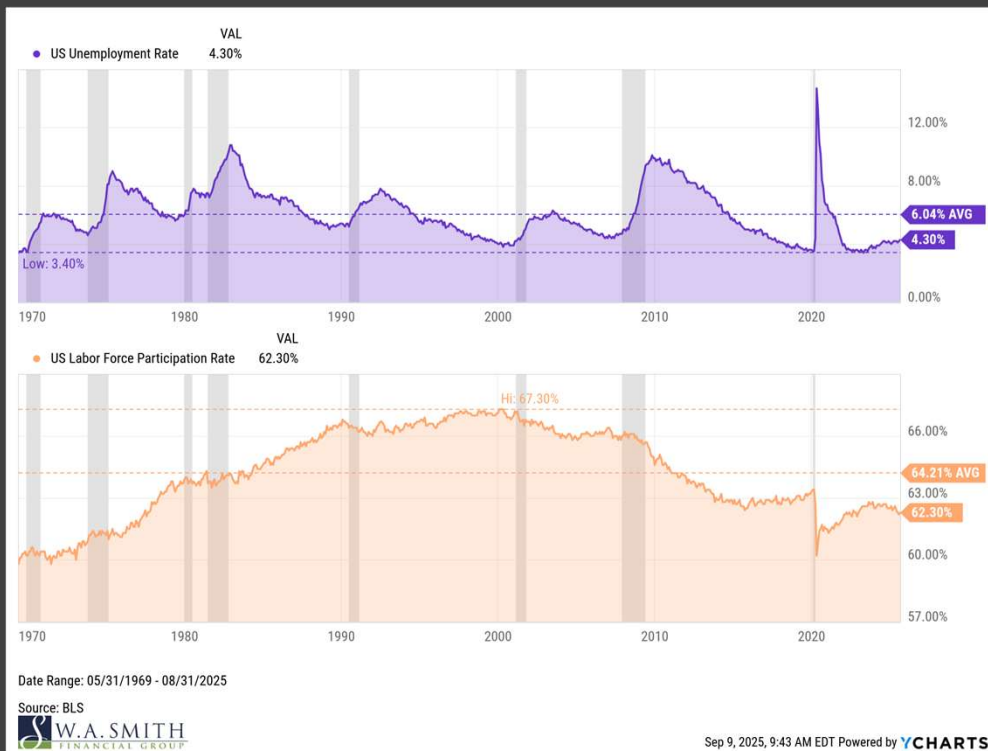 VAL
US Unemployment Rate 4.30%
12.00%
8.00%
6.04% AVG
4.30%
Low: 3.40%
0.00%
1970 1980 1990 2000 2010 2020
VAL
US Labor Force Participation Rate 62.30%
Hi: 67.30%
66.00%
64.21% AVG
63.00%
62.30%
60.00%
57.00%
1970 1980 1990 2000 2010 2020
Date Range: 05/31/1969 - 08/31/2025
Source: BLS
S W.A. SMITH
FINANCIAL GROUP
Sep 9, 2025, 9:43 AM EDT Powered by YCHARTS